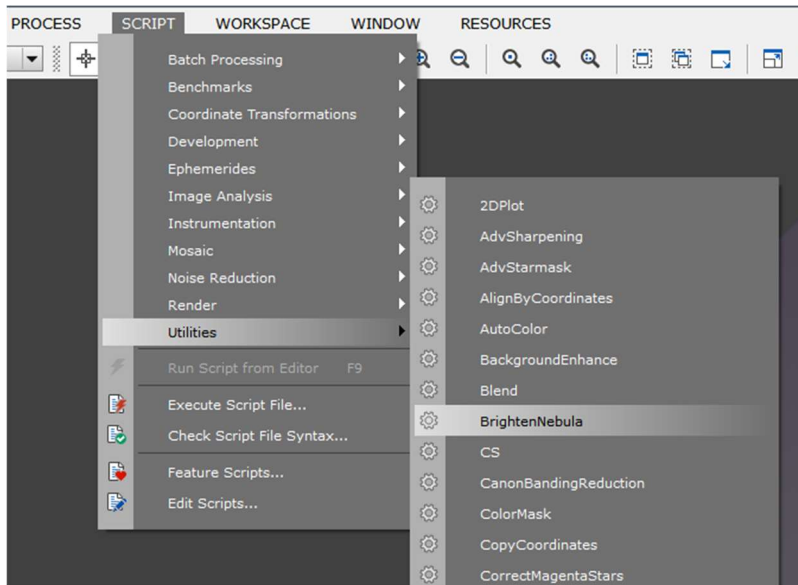 PROCESS SCRIPT WORKSPACE WINDOW RESOURCES
Batch Processing
Benchmarks
Coordinate Transformations
Development
Ephemerides
Image Analysis
Instrumentation
Mosaic
Noise Reduction
Render
Utilities
Run Script from Editor F9
Execute Script File...
Check Script File Syntax...
Feature Scripts...
Edit Scripts...
2DPlot
AdvSharpening
AdvStarmask
AlignByCoordinates
AutoColor
BackgroundEnhance
Blend
BrightenNebula
CS
CanonBandingReduction
ColorMask
CopyCoordinates
CorrectMagentaStars